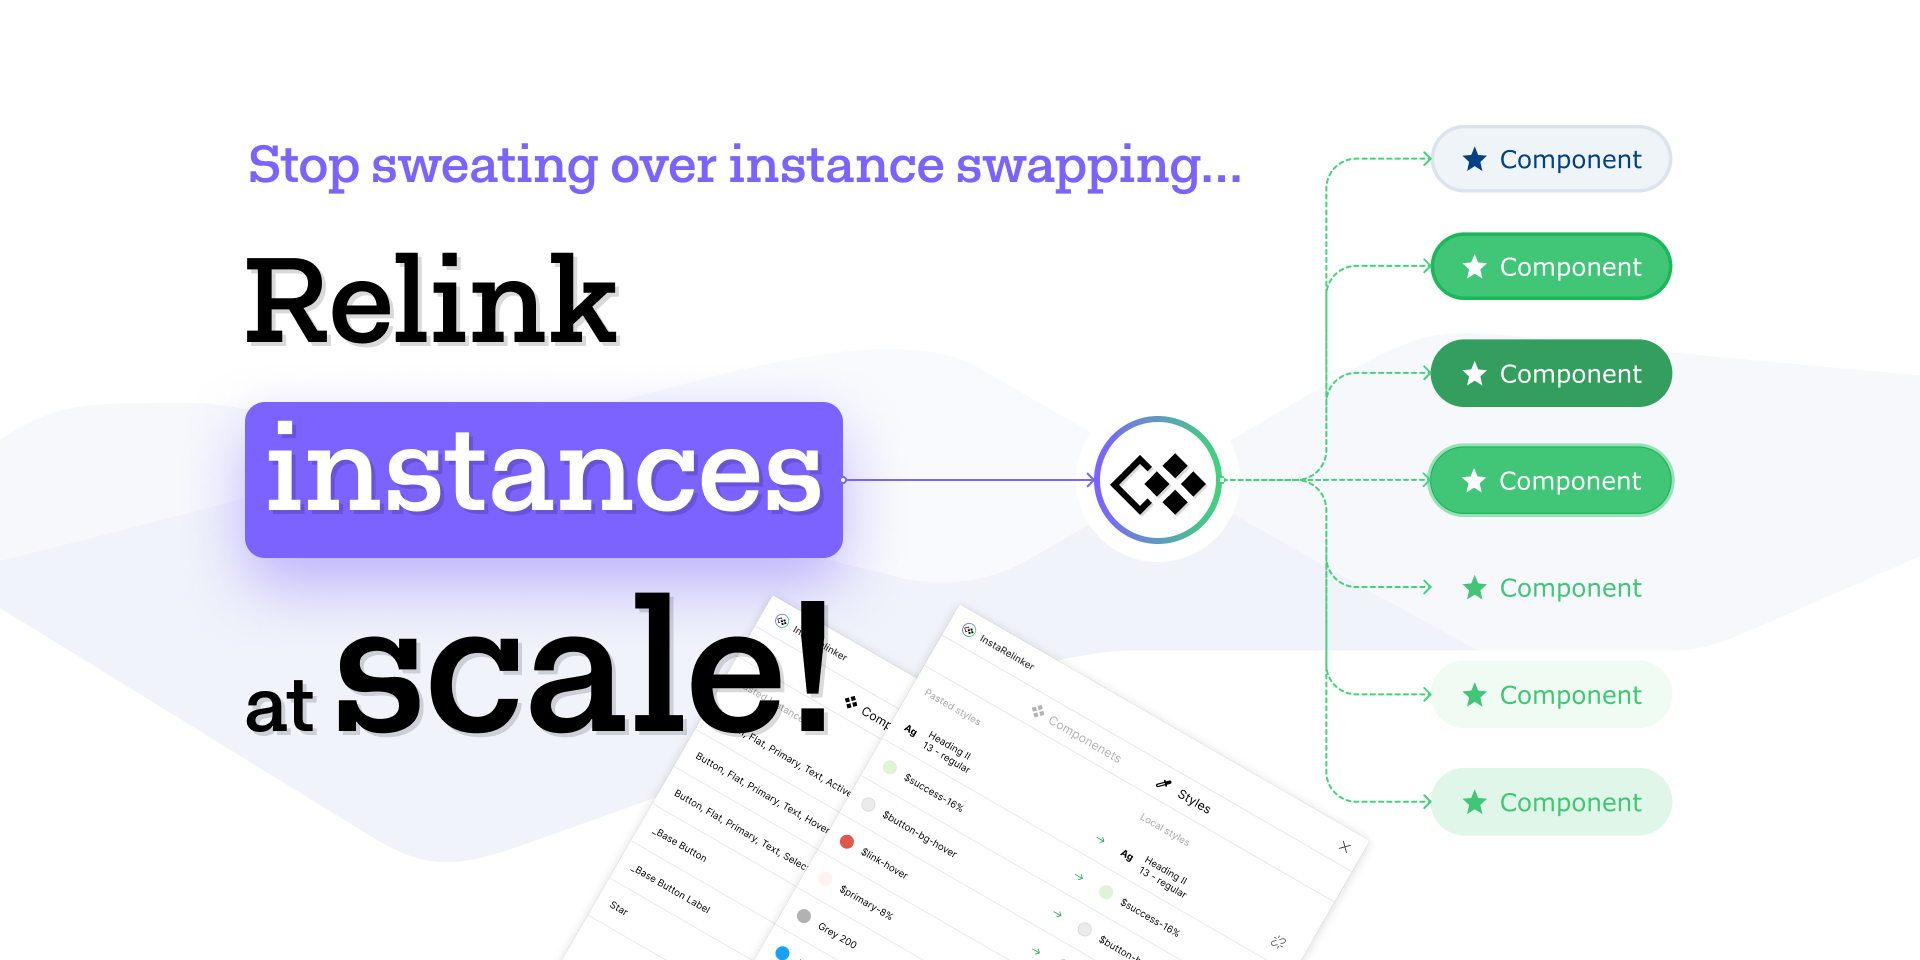 Stop sweating over instance swapping...
Relink
instances
at scale!
Component
Component
Component
Component
Component
Component
Component
Flat, Primary, Text, Active
Button, Flat, Primary, Text, Hover
Button, Flat, Primary, Text,
_Base Button
_Base Button Label
Star
InstaRelinker
Pasted styles
Componenets
Styles
Local styles
Ag Heading II
13 - regular
$success-16%
$button-bg-hover
$link-hover
$primary-8%
Grey 200
Ag Heading II
13 - regular
$success-16%